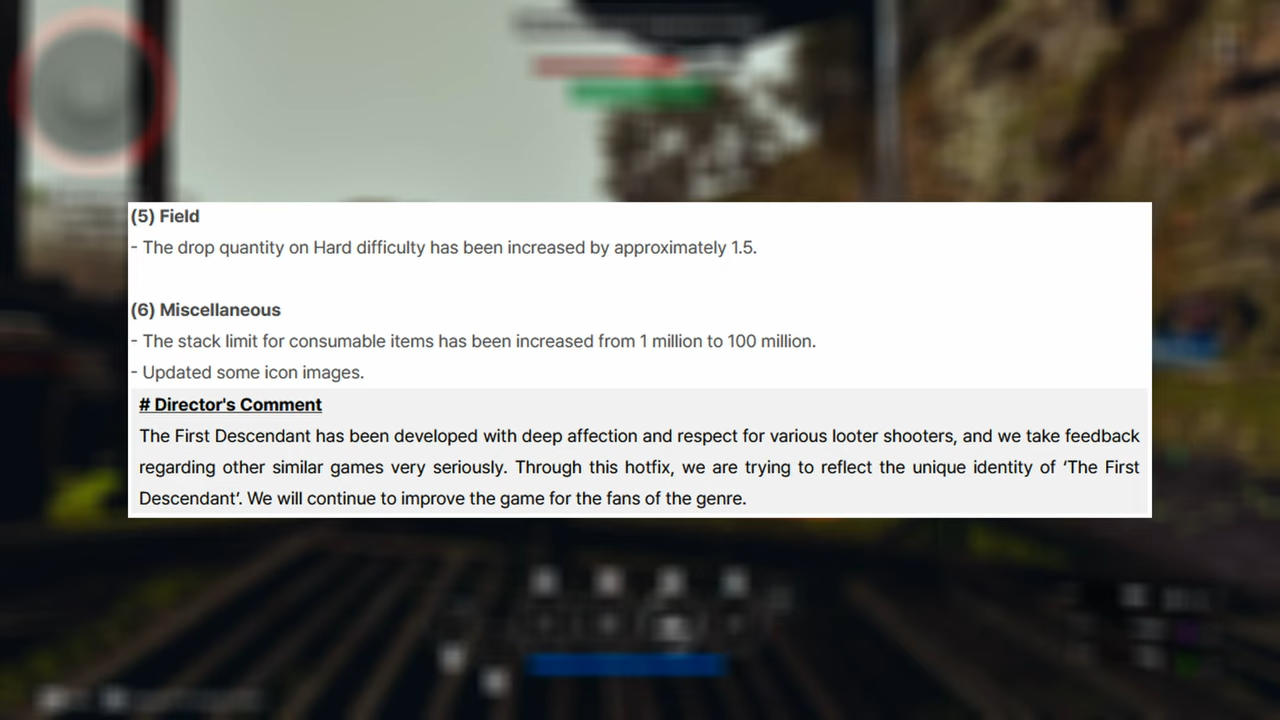 (5) Field
- The drop quantity on Hard difficulty has been increased by approximately 1.5.
(6) Miscellaneous
- The stack limit for consumable items has been increased from 1 million to 100 million.
- Updated some icon images.
# Director's Comment
The First Descendant has been developed with deep affection and respect for various looter shooters, and we take feedback
regarding other similar games very seriously. Through this hotfix, we are trying to reflect the unique identity of ‘The First
Descendant’. We will continue to improve the game for the fans of the genre.